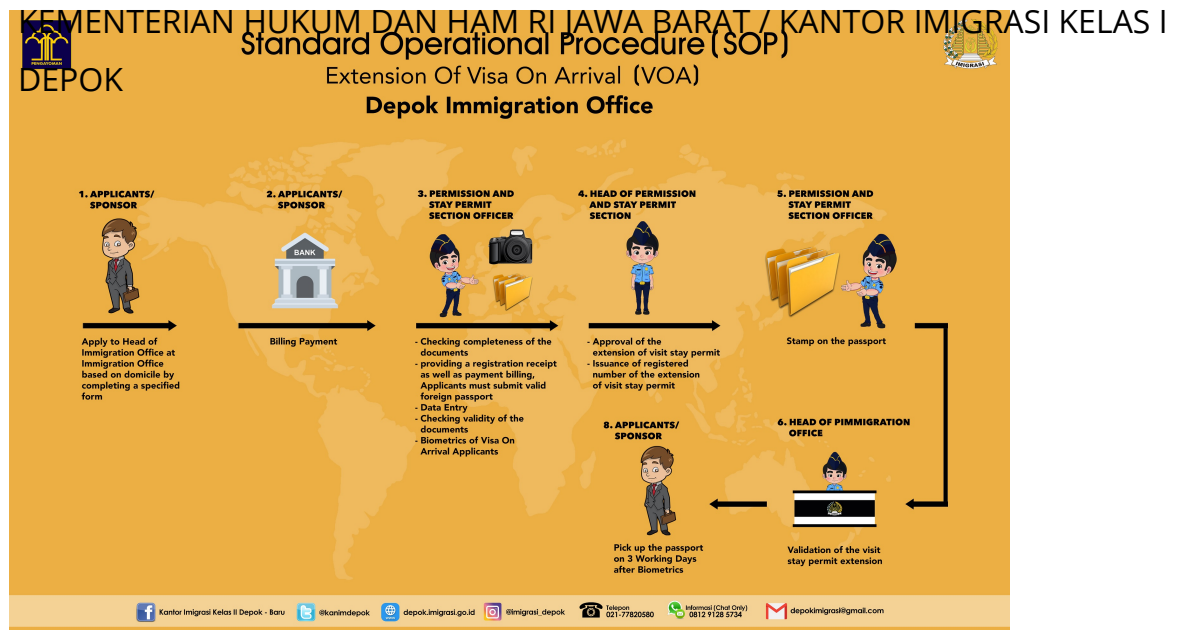 KEMENTERIAN HUKUM DAN HAM RI JAWA BARAT / KANTOR IMIGRASI KELAS I
DEPOK
PENGAYOMAN
IMIGRASI
Standard Operational Procedure (SOP)
Extension Of Visa On Arrival (VOA)
Depok Immigration Office
1. APPLICANTS/
SPONSOR
Apply to Head of
Immigration Office at
Immigration Office
based on domicile by
completing a specified
form
2. APPLICANTS/
SPONSOR
BANK
Billing Payment
3. PERMISSION AND
STAY PERMIT
SECTION OFFICER
- Checking completeness of the
documents
- providing a registration receipt
as well as payment billing,
Applicants must submit valid
foreign passport
- Data Entry
- Checking validity of the
documents
- Biometrics of Visa On
Arrival Applicants
4. HEAD OF PERMISSION
AND STAY PERMIT
SECTION
- Approval of the
extension of visit stay permit
- Issuance of registered
number of the extension
of visit stay permit
5. PERMISSION AND
STAY PERMIT
SECTION OFFICER
Stamp on the passport
6. HEAD OF PIMMIGRATION
OFFICE
Validation of the visit
stay permit extension
8. APPLICANTS/
SPONSOR
Pick up the passport
on 3 Working Days
after Biometrics
Kantor Imigrasi Kelas II Depok - Baru
@kanimdepok
depok.imigrasi.go.id
@imigrasi_depok
Telepon
021-77820580
Informasi (Chat Only)
0812 9128 5734
depokimigrasi@gmail.com